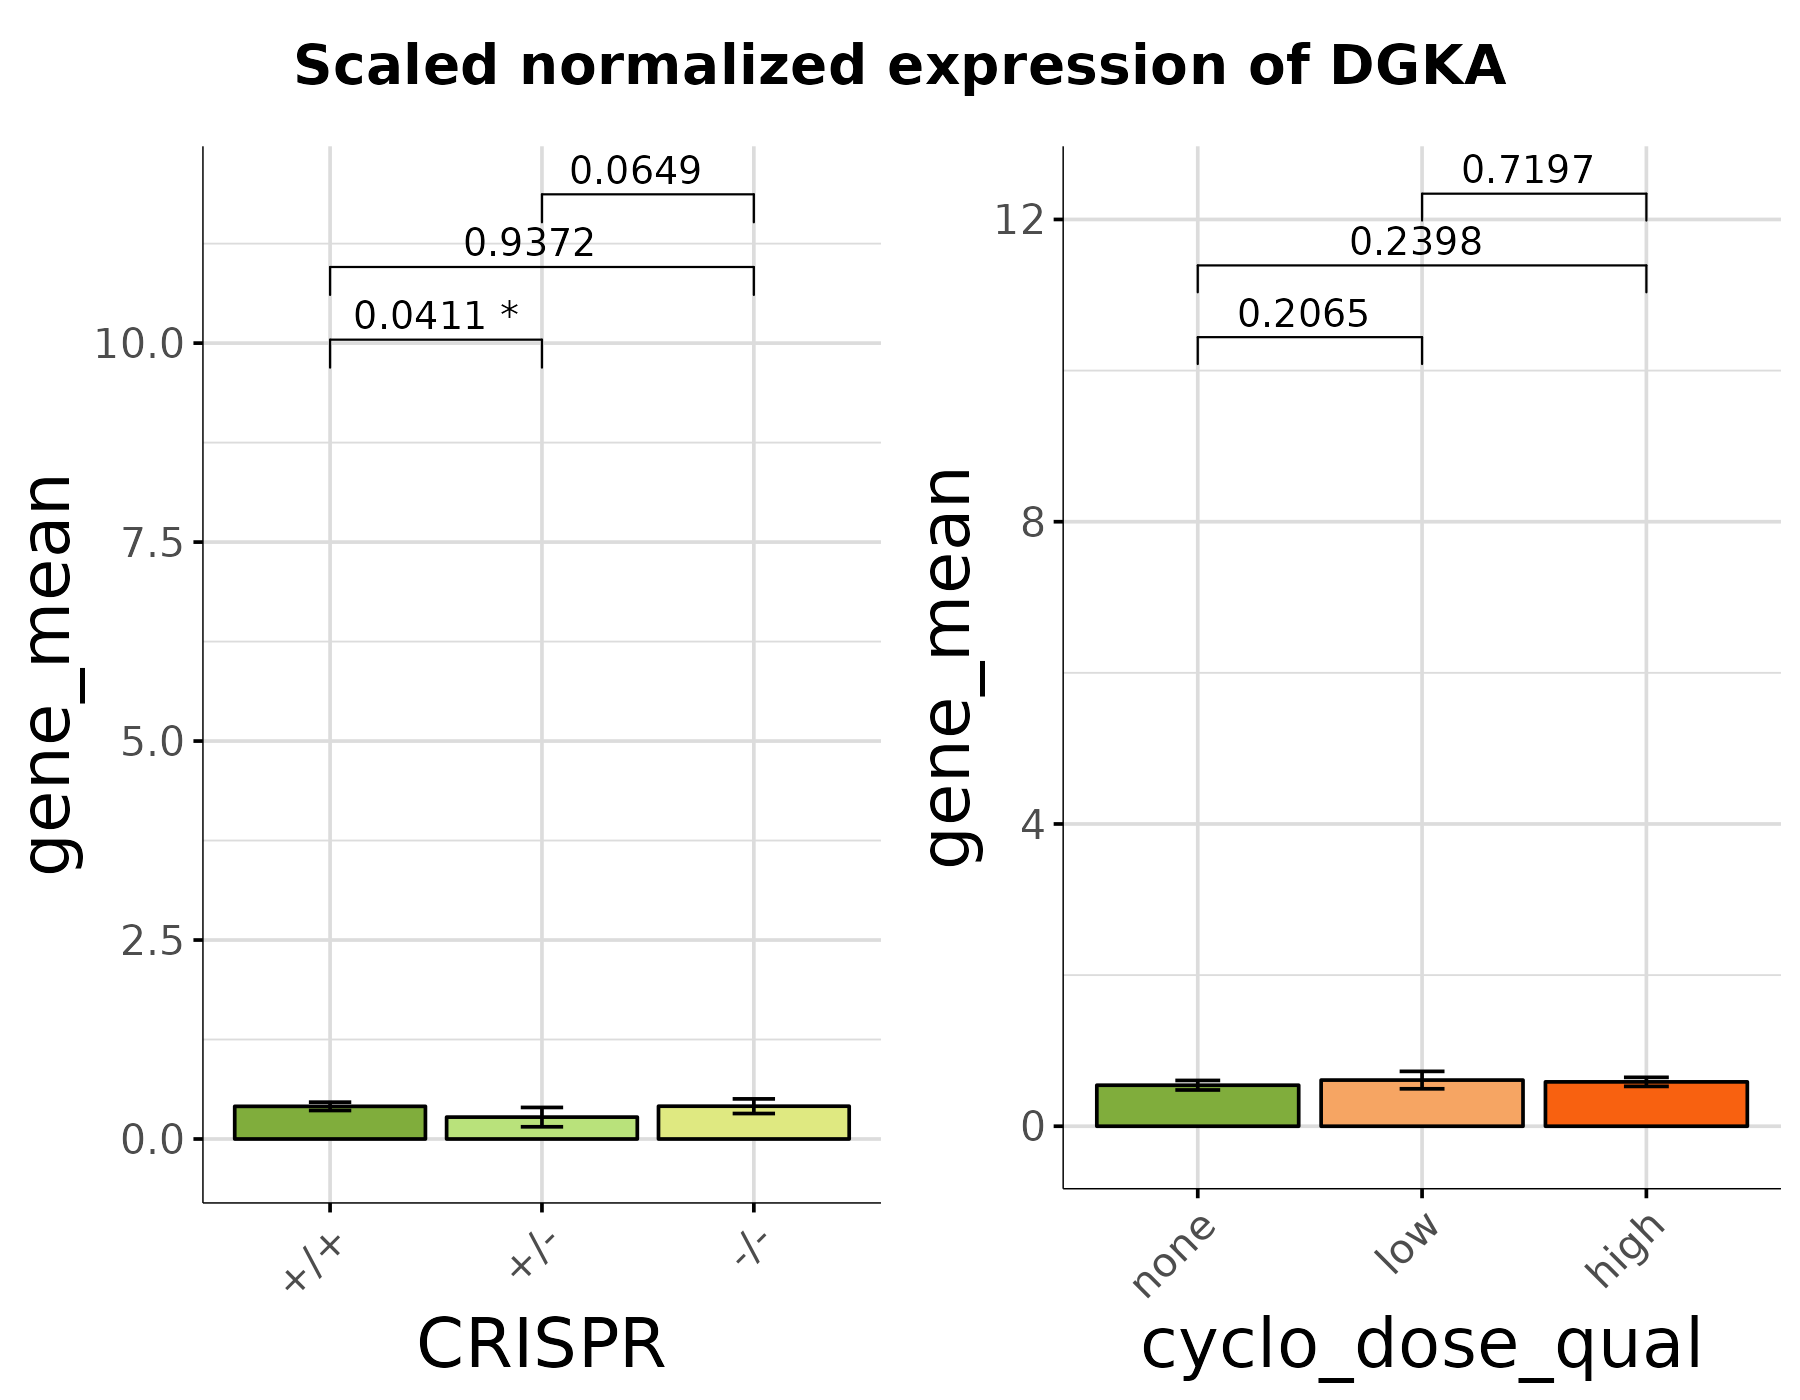 Scaled normalized expression of DGKA
gene_mean
10.0
7.5
5.0
2.5
0.0
0.0649
0.9372
0.0411 *
+/+
+/-
-/-
CRISPR
gene_mean
12
8
4
0
0.7197
0.2398
0.2065
none
low
high
cyclo_dose_qual